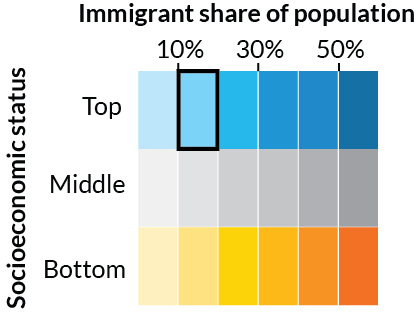 Immigrant share of population
10% 30% 50%
Socioeconomic status
Top
Middle
Bottom